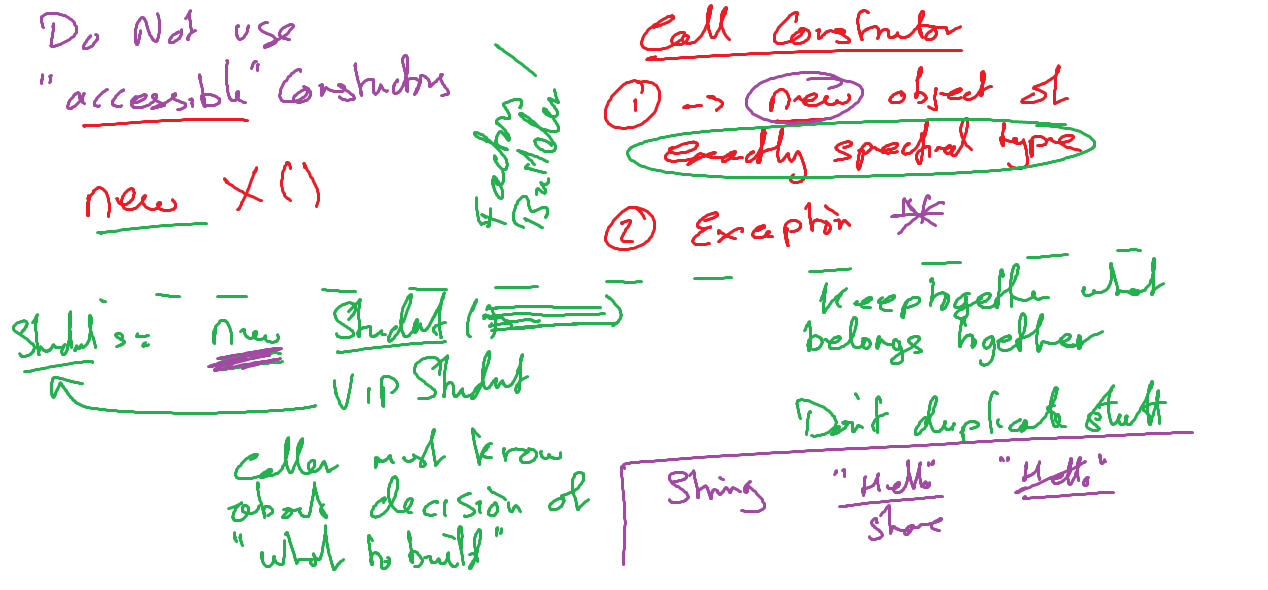 Do Not use
"accessible" Constructors
new X()
Factory /
Builder
Call Constructor
① -> new object of
exactly specified type
② Exception *
Student s = new Student ( )
VIP Student
Caller must know
about decision of
"what to build"
Keep together what
belongs together
Don't duplicate stuff
String "Hello" "Hello"
share